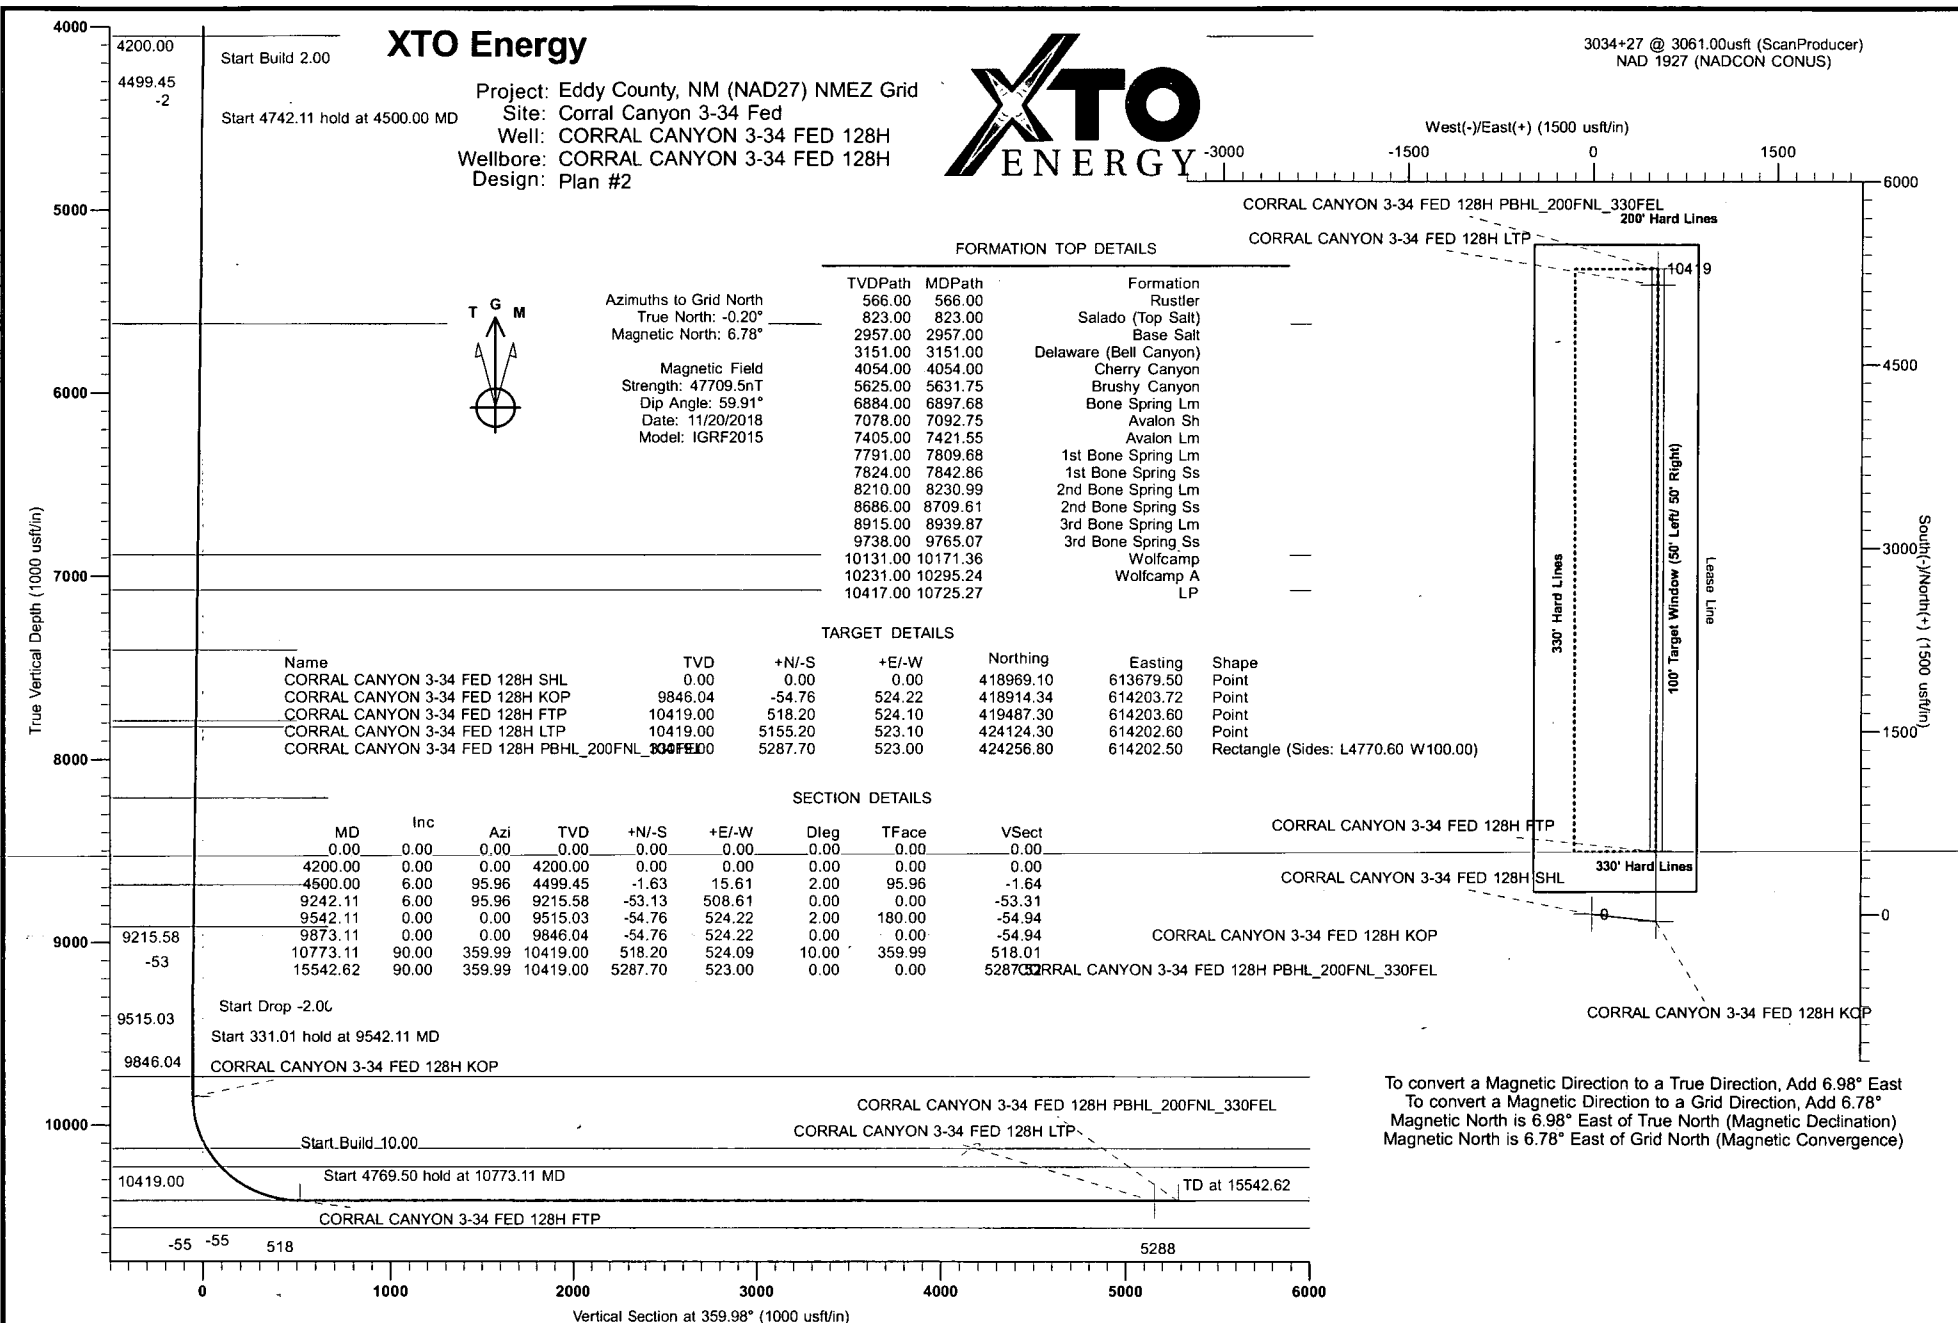 XTO Energy
Project: Eddy County, NM (NAD27) NMEZ Grid
Site: Corral Canyon 3-34 Fed
Well: CORRAL CANYON 3-34 FED 128H
Wellbore: CORRAL CANYON 3-34 FED 128H
Design: Plan #2
XTO
ENERGY
3034+27 @ 3061.00usft (ScanProducer)
NAD 1927 (NADCON CONUS)
4000
5000
6000
7000
8000
9000
10000
True Vertical Depth (1000 usft/in)
4200.00
Start Build 2.00
4499.45
-2
Start 4742.11 hold at 4500.00 MD
T G M
Azimuths to Grid North
True North: -0.20°
Magnetic North: 6.78°
Magnetic Field
Strength: 47709.5nT
Dip Angle: 59.91°
Date: 11/20/2018
Model: IGRF2015
FORMATION TOP DETAILS
TVDPath MDPath Formation
566.00 566.00 Rustler
823.00 823.00 Salado (Top Salt)
2957.00 2957.00 Base Salt
3151.00 3151.00 Delaware (Bell Canyon)
4054.00 4054.00 Cherry Canyon
5625.00 5631.75 Brushy Canyon
6884.00 6897.68 Bone Spring Lm
7078.00 7092.75 Avalon Sh
7405.00 7421.55 Avalon Lm
7791.00 7809.68 1st Bone Spring Lm
7824.00 7842.86 1st Bone Spring Ss
8210.00 8230.99 2nd Bone Spring Lm
8686.00 8709.61 2nd Bone Spring Ss
8915.00 8939.87 3rd Bone Spring Lm
9738.00 9765.07 3rd Bone Spring Ss
10131.00 10171.36 Wolfcamp
10231.00 10295.24 Wolfcamp A
10417.00 10725.27 LP
TARGET DETAILS
Name TVD +N/-S +E/-W Northing Easting Shape
CORRAL CANYON 3-34 FED 128H SHL 0.00 0.00 0.00 418969.10 613679.50 Point
CORRAL CANYON 3-34 FED 128H KOP 9846.04 -54.76 524.22 418914.34 614203.72 Point
CORRAL CANYON 3-34 FED 128H FTP 10419.00 518.20 524.10 419487.30 614203.60 Point
CORRAL CANYON 3-34 FED 128H LTP 10419.00 5155.20 523.10 424124.30 614202.60 Point
CORRAL CANYON 3-34 FED 128H PBHL_200FNL_ 5287.70 523.00 424256.80 614202.50 Rectangle (Sides: L4770.60 W100.00)
SECTION DETAILS
MD Inc Azi TVD +N/-S +E/-W Dleg TFace VSect
0.00 0.00 0.00 0.00 0.00 0.00 0.00 0.00 0.00
4200.00 0.00 0.00 4200.00 0.00 0.00 0.00 0.00 0.00
4500.00 6.00 95.96 4499.45 -1.63 15.61 2.00 95.96 -1.64
9242.11 6.00 95.96 9215.58 -53.13 508.61 0.00 0.00 -53.31
9542.11 0.00 0.00 9515.03 -54.76 524.22 2.00 180.00 -54.94
9873.11 0.00 0.00 9846.04 -54.76 524.22 0.00 0.00 -54.94
10773.11 90.00 359.99 10419.00 518.20 524.09 10.00 359.99 518.01
15542.62 90.00 359.99 10419.00 5287.70 523.00 0.00 0.00
9215.58
-53
Start Drop -2.00
9515.03
Start 331.01 hold at 9542.11 MD
9846.04
CORRAL CANYON 3-34 FED 128H KOP
CORRAL CANYON 3-34 FED 128H PBHL_200FNL_330FEL
CORRAL CANYON 3-34 FED 128H LTP
Start Build 10.00
10419.00
Start 4769.50 hold at 10773.11 MD
TD at 15542.62
CORRAL CANYON 3-34 FED 128H FTP
-55 -55 518 5288
0 1000 2000 3000 4000 5000 6000
Vertical Section at 359.98° (1000 usft/in)
West(-)/East(+) (1500 usft/in)
-3000 -1500 0 1500
6000
4500
3000
1500
0
South(-)/North(+) (1500 usft/in)
CORRAL CANYON 3-34 FED 128H PBHL_200FNL_330FEL
200' Hard Lines
CORRAL CANYON 3-34 FED 128H LTP
10419
330' Hard Lines
100' Target Window (50' Left/ 50' Right)
Lease Line
CORRAL CANYON 3-34 FED 128H FTP
330' Hard Lines
CORRAL CANYON 3-34 FED 128H SHL
0
CORRAL CANYON 3-34 FED 128H KOP
CORRAL CANYON 3-34 FED 128H PBHL_200FNL_330FEL
CORRAL CANYON 3-34 FED 128H KOP
To convert a Magnetic Direction to a True Direction, Add 6.98° East
To convert a Magnetic Direction to a Grid Direction, Add 6.78°
Magnetic North is 6.98° East of True North (Magnetic Declination)
Magnetic North is 6.78° East of Grid North (Magnetic Convergence)